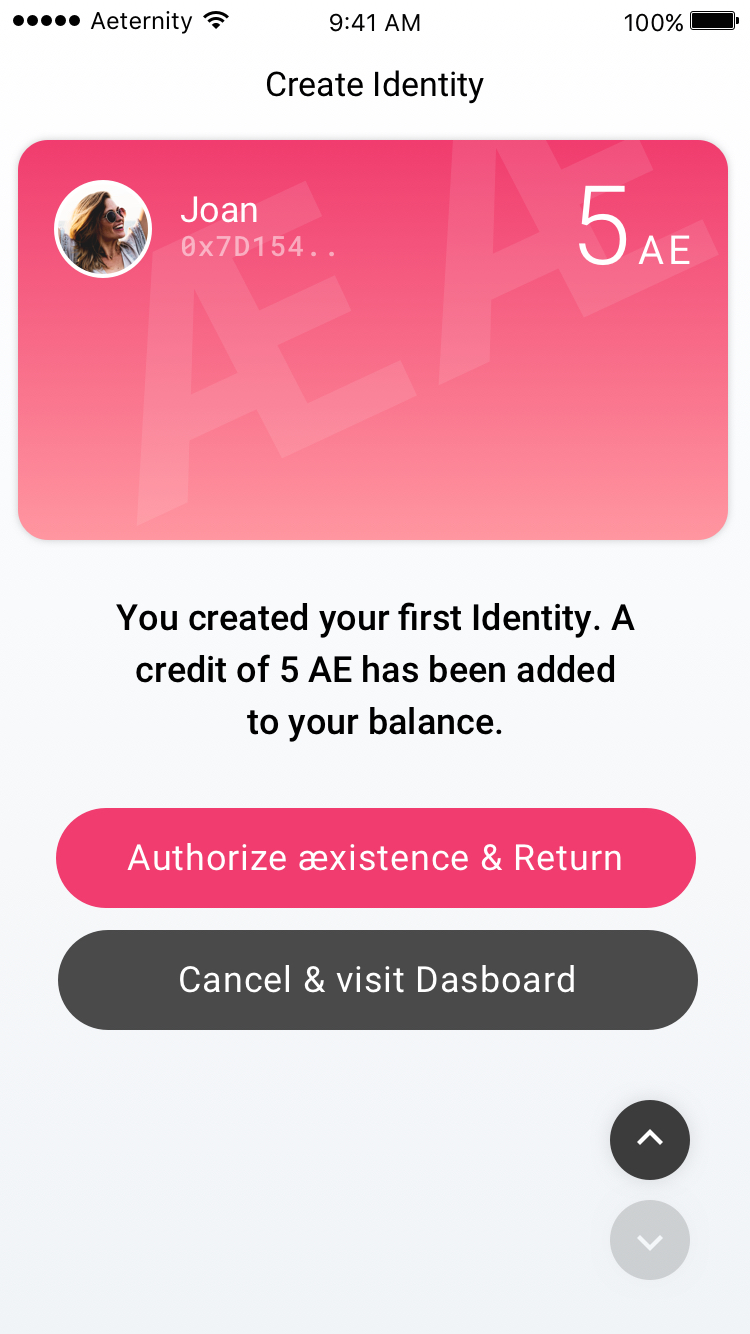 Aeternity 9:41 AM 100%
Create Identity
Joan
0x7D154..
5 AE
ÆÆ
You created your first Identity. A
credit of 5 AE has been added
to your balance.
Authorize æxistence & Return
Cancel & visit Dasboard